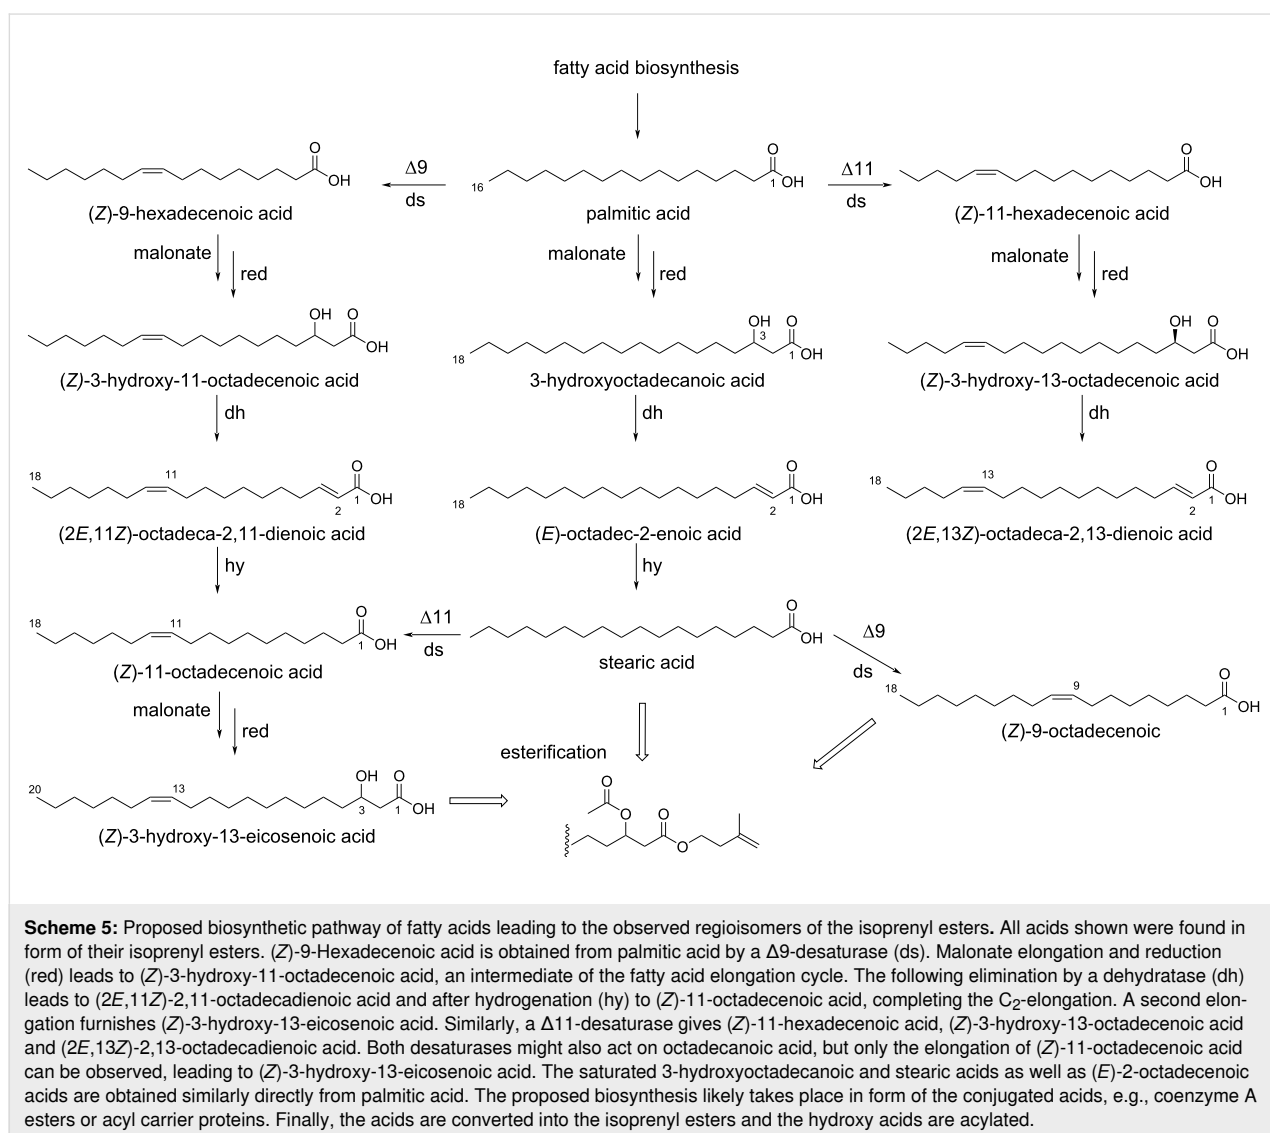 fatty acid biosynthesis
O
OH
(Z)-9-hexadecenoic acid
Δ9
ds
16
O
1
OH
palmitic acid
Δ11
ds
O
OH
(Z)-11-hexadecenoic acid
malonate
red
malonate
red
malonate
red
OH
O
OH
(Z)-3-hydroxy-11-octadecenoic acid
18
OH
3
O
1
OH
3-hydroxyoctadecanoic acid
OH
O
OH
(Z)-3-hydroxy-13-octadecenoic acid
dh
dh
dh
18
11
2
O
1
OH
(2E,11Z)-octadeca-2,11-dienoic acid
18
2
O
1
OH
(E)-octadec-2-enoic acid
18
13
2
O
1
OH
(2E,13Z)-octadeca-2,13-dienoic acid
hy
hy
18
11
O
1
OH
(Z)-11-octadecenoic acid
Δ11
ds
O
OH
stearic acid
Δ9
ds
18
9
O
1
OH
(Z)-9-octadecenoic
malonate
red
esterification
20
13
OH
3
O
1
OH
(Z)-3-hydroxy-13-eicosenoic acid
O
O
O
O
Scheme 5: Proposed biosynthetic pathway of fatty acids leading to the observed regioisomers of the isoprenyl esters. All acids shown were found in
form of their isoprenyl esters. (Z)-9-Hexadecenoic acid is obtained from palmitic acid by a Δ9-desaturase (ds). Malonate elongation and reduction
(red) leads to (Z)-3-hydroxy-11-octadecenoic acid, an intermediate of the fatty acid elongation cycle. The following elimination by a dehydratase (dh)
leads to (2E,11Z)-2,11-octadecadienoic acid and after hydrogenation (hy) to (Z)-11-octadecenoic acid, completing the C2-elongation. A second elon-
gation furnishes (Z)-3-hydroxy-13-eicosenoic acid. Similarly, a Δ11-desaturase gives (Z)-11-hexadecenoic acid, (Z)-3-hydroxy-13-octadecenoic acid
and (2E,13Z)-2,13-octadecadienoic acid. Both desaturases might also act on octadecanoic acid, but only the elongation of (Z)-11-octadecenoic acid
can be observed, leading to (Z)-3-hydroxy-13-eicosenoic acid. The saturated 3-hydroxyoctadecanoic and stearic acids as well as (E)-2-octadecenoic
acids are obtained similarly directly from palmitic acid. The proposed biosynthesis likely takes place in form of the conjugated acids, e.g., coenzyme A
esters or acyl carrier proteins. Finally, the acids are converted into the isoprenyl esters and the hydroxy acids are acylated.